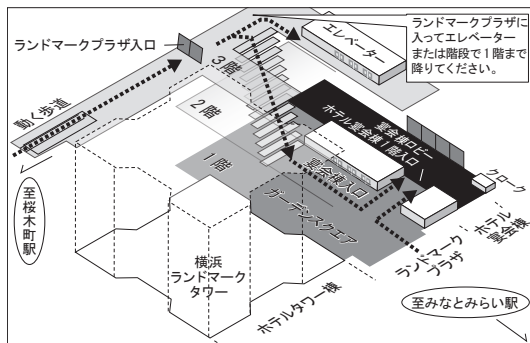 ランドマークプラザ入口
エレベーター
ランドマークプラザに
入ってエレベーター
または階段で1階まで
降りてください。
動く歩道
3階
2階
1階
宴会棟ロビー
ホテル宴会棟1階入口
宴会棟入口
クローク
ガーデンスクエア
至桜木町駅
横浜
ランドマーク
タワー
ホテルタワー棟
ランドマーク
プラザ
ホテル
宴会棟
至みなとみらい駅